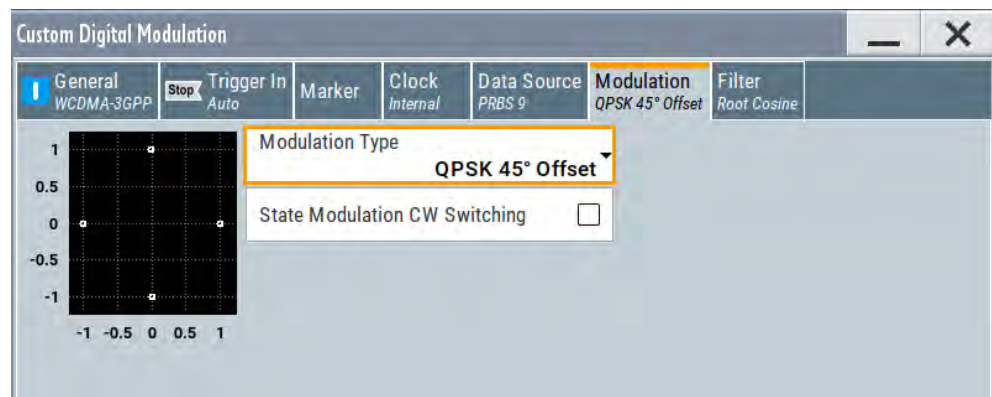 Custom Digital Modulation
General
WCDMA-3GPP
Stop
Trigger In
Auto
Marker
Clock
Internal
Data Source
PRBS 9
Modulation
QPSK 45° Offset
Filter
Root Cosine
1
0.5
0
-0.5
-1
-1 -0.5 0 0.5 1
Modulation Type
QPSK 45° Offset
State Modulation CW Switching